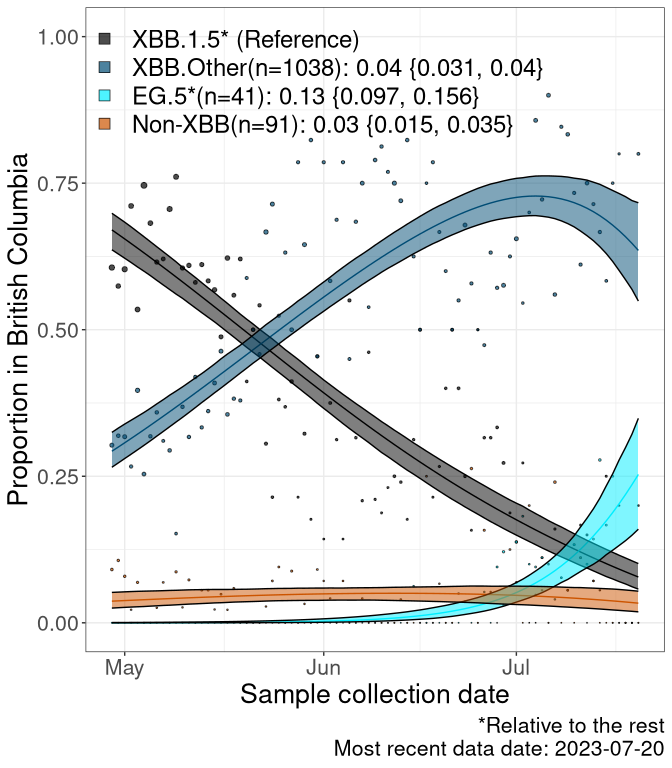 1.00
0.75
0.50
0.25
0.00
Proportion in British Columbia
XBB.1.5* (Reference)
XBB.Other(n=1038): 0.04 {0.031, 0.04}
EG.5*(n=41): 0.13 {0.097, 0.156}
Non-XBB(n=91): 0.03 {0.015, 0.035}
May Jun Jul
Sample collection date
*Relative to the rest
Most recent data date: 2023-07-20